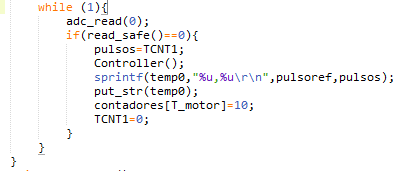 while (1){
adc_read(0);
if(read_safe()==0){
pulsos=TCNT1;
Controller();
sprintf(temp0,"%u,%u\r\n",pulsoref,pulsos);
put_str(temp0);
contadores[T_motor]=10;
TCNT1=0;
}
}
}